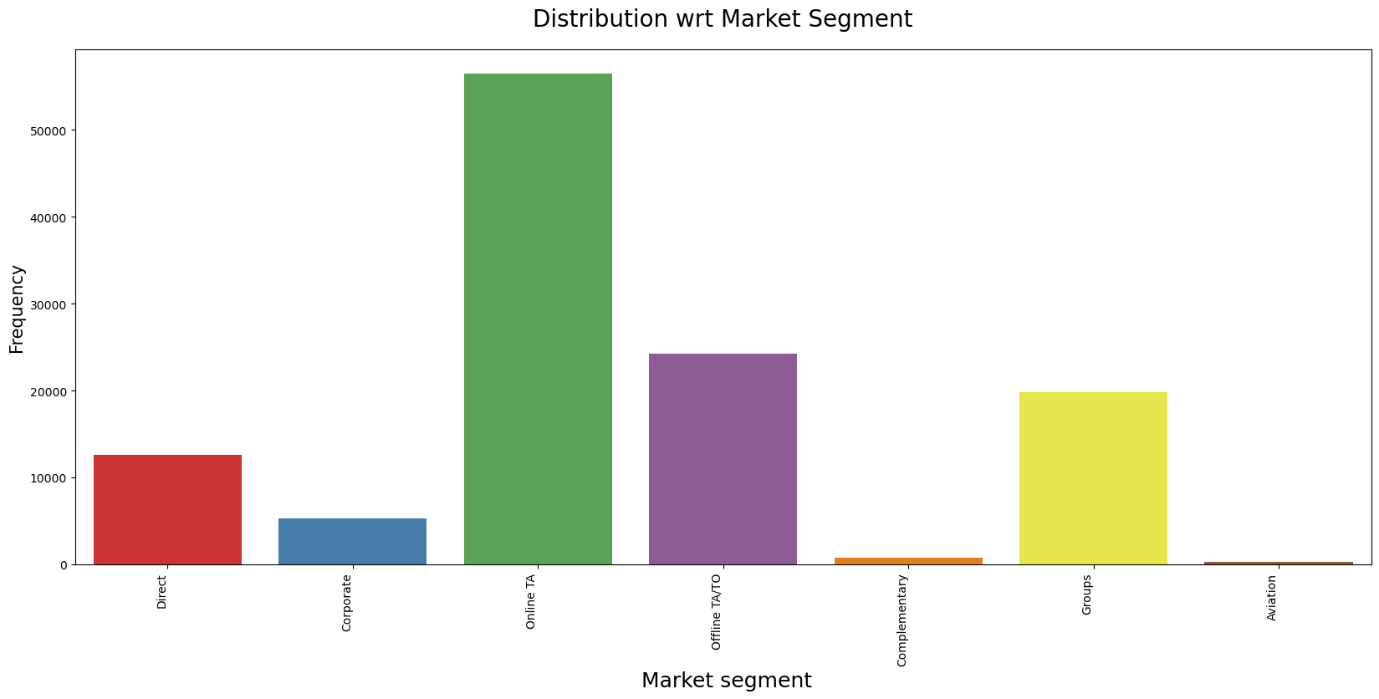 Distribution wrt Market Segment
Frequency
50000
40000
30000
20000
10000
0
Direct
Corporate
Online TA
Offline TA/TO
Complementary
Groups
Aviation
Market segment